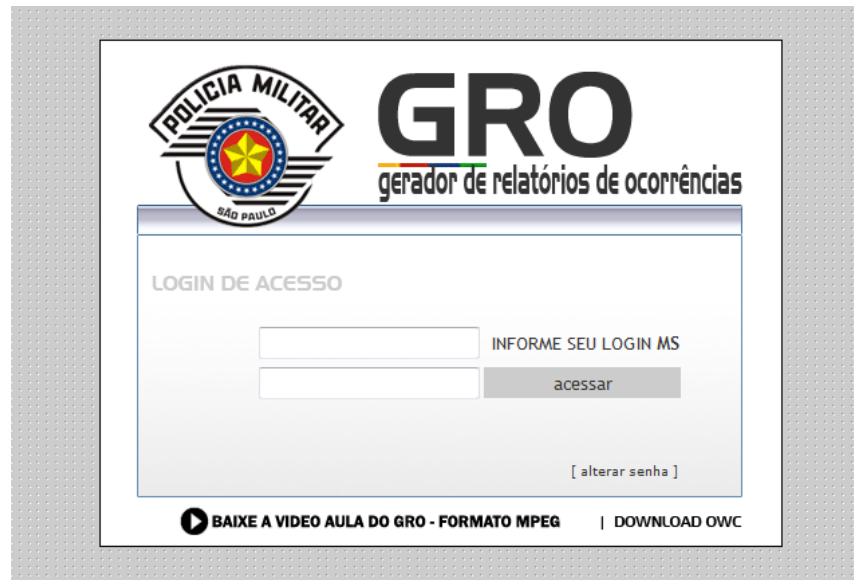 POLICIA MILITAR
SÃO PAULO
GRO
gerador de relatórios de ocorrências
LOGIN DE ACESSO
INFORME SEU LOGIN MS
acessar
[ alterar senha ]
BAIXE A VIDEO AULA DO GRO - FORMATO MPEG | DOWNLOAD OWC